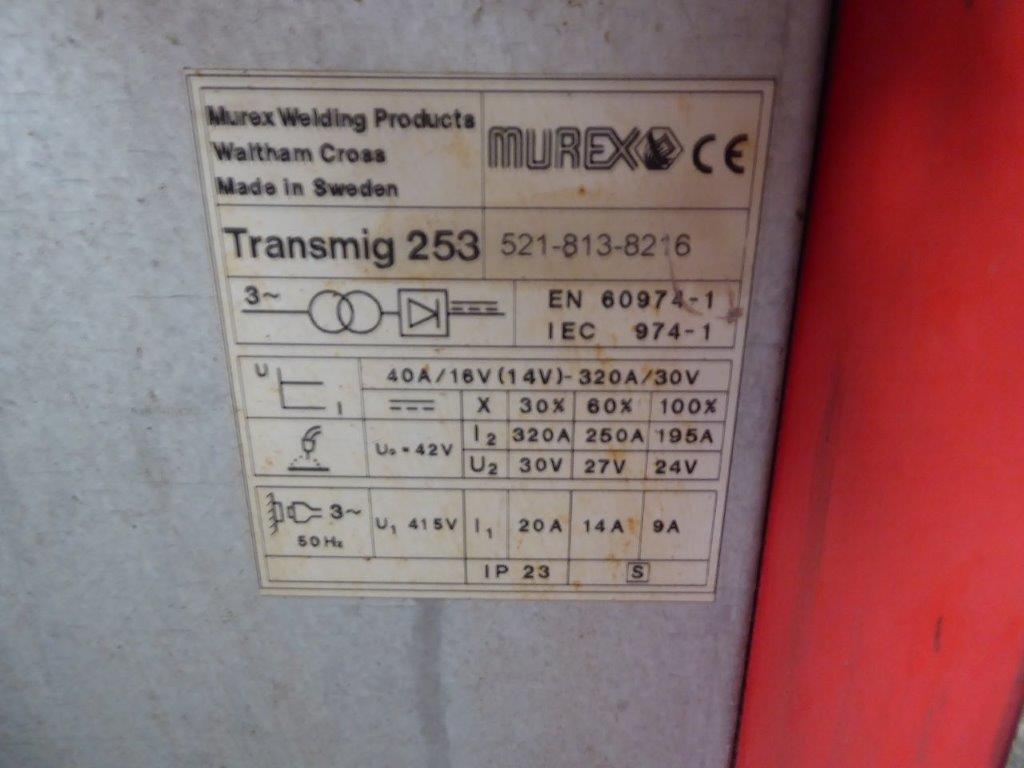 Murex Welding Products
Waltham Cross
Made in Sweden
MUREX CE
Transmig 253 521-813-8216
3~
EN 60974-1
IEC 974-1
U I
40A/16V(14V)-320A/30V
X 30% 60% 100%
U₀=42V
I₂ 320A 250A 195A
U₂ 30V 27V 24V
3~
50Hz
U₁ 415V I₁ 20A 14A 9A
IP 23 S